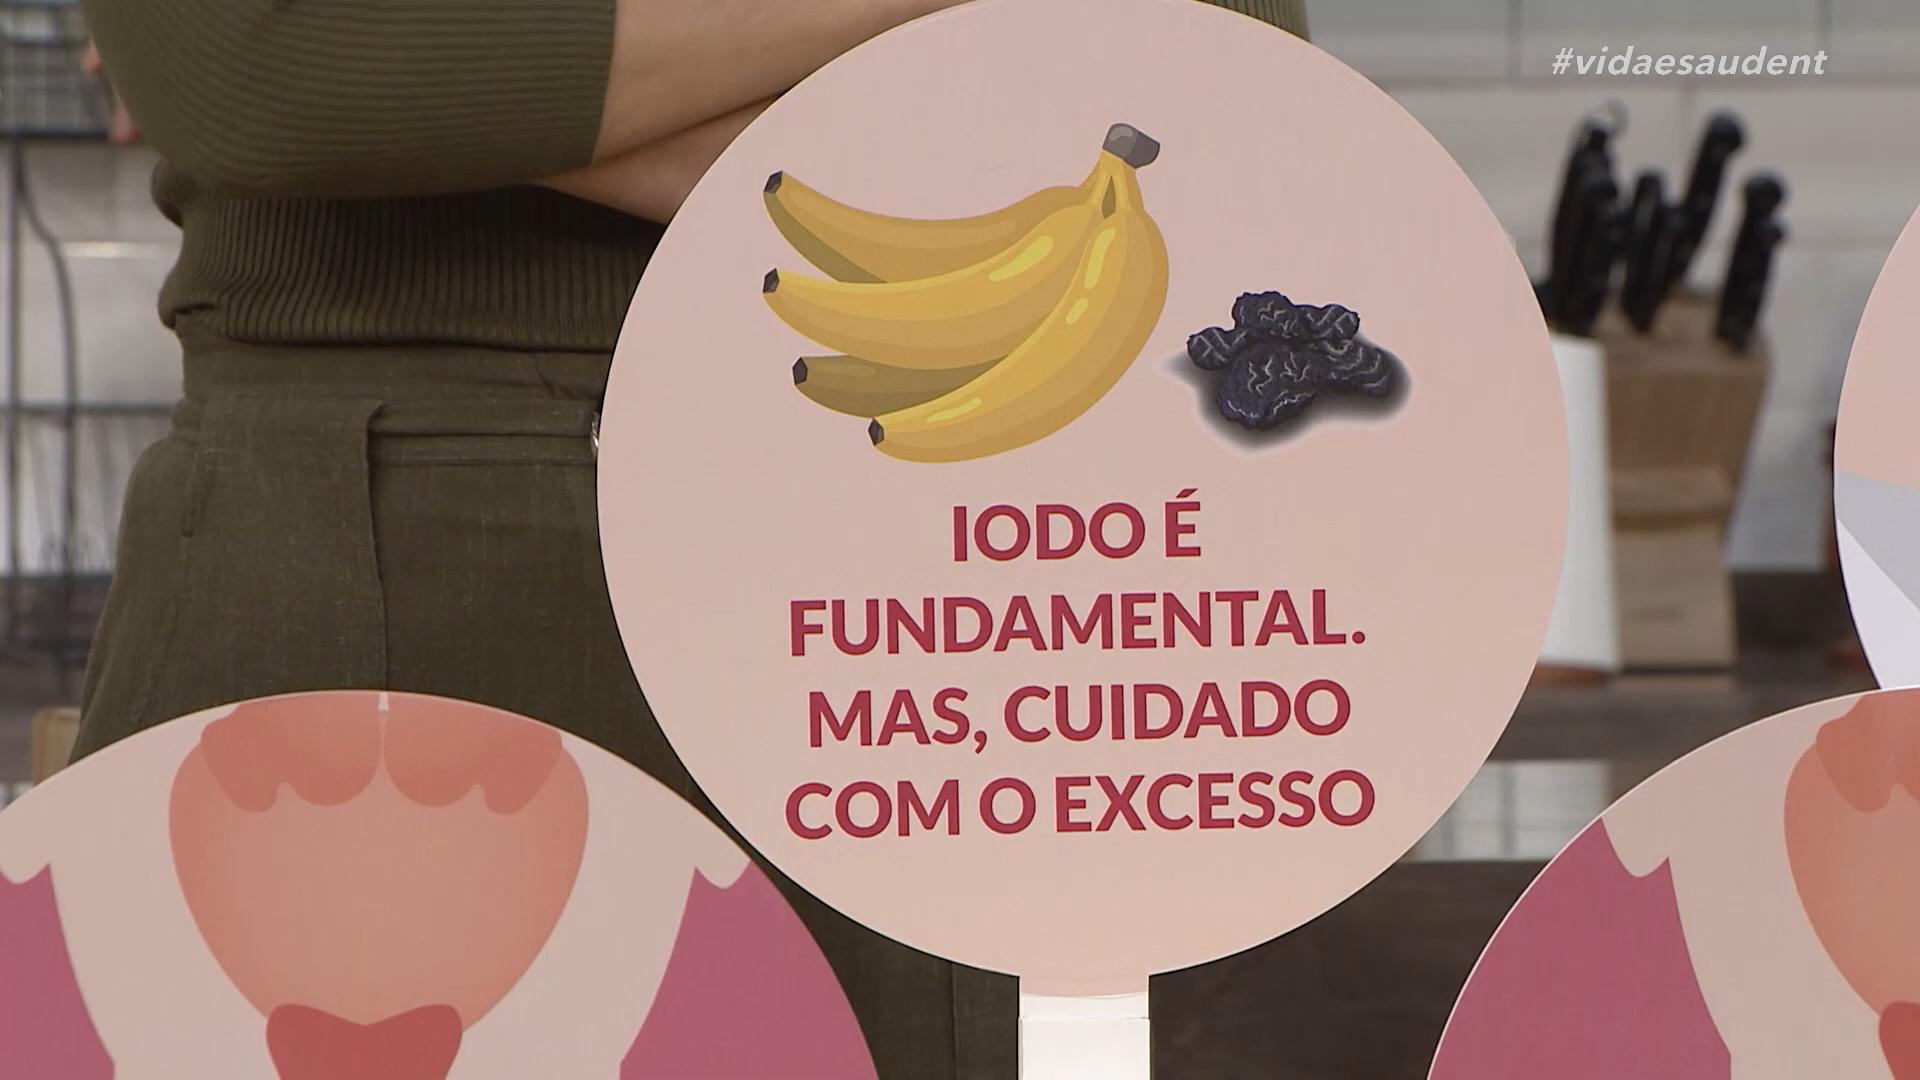 #vidaesaudent
IODO É
FUNDAMENTAL.
MAS, CUIDADO
COM O EXCESSO